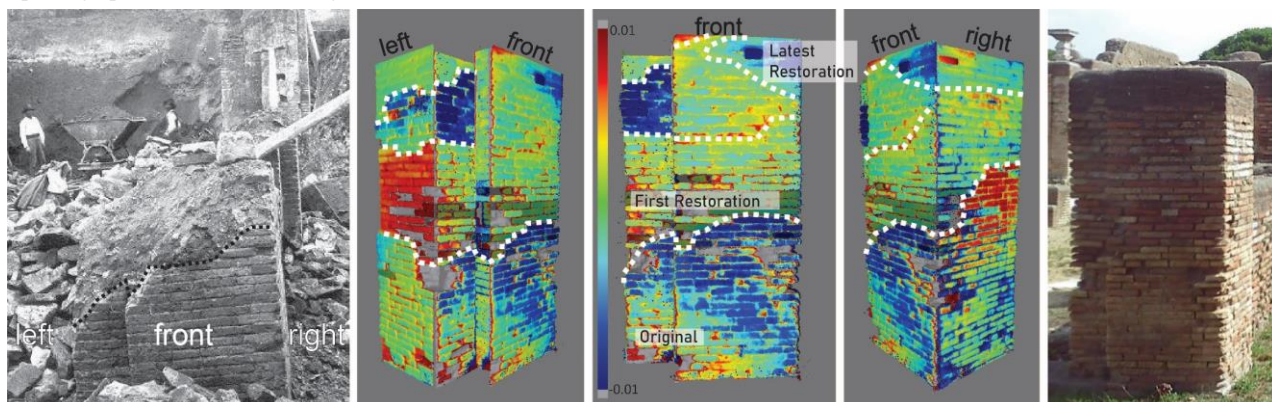 left
front
right
left
front
0.01
-0.01
front
Latest
Restoration
First Restoration
Original
front
right